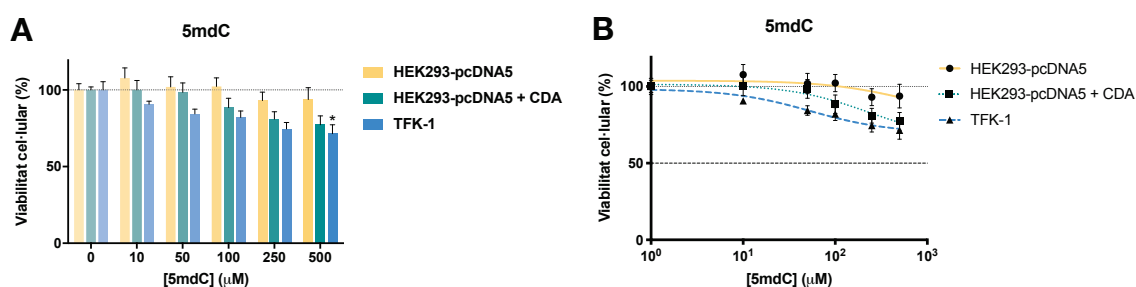 A
5mdC
Viabilitat cel·lular (%)
100
50
0
*
0 10 50 100 250 500
[5mdC] (μM)
HEK293-pcDNA5
HEK293-pcDNA5 + CDA
TFK-1
B
5mdC
Viabilitat cel·lular (%)
100
50
0
10⁰ 10¹ 10² 10³
[5mdC] (μM)
HEK293-pcDNA5
HEK293-pcDNA5 + CDA
TFK-1